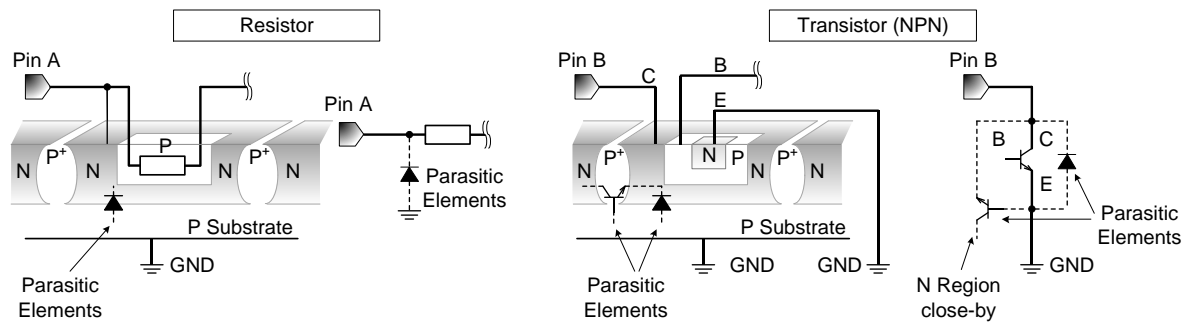 Resistor
Transistor (NPN)
Pin A
Pin B
C
B
E
Pin B
Pin A
N
P+
N
P
P+
N
N
Parasitic
Elements
N
P+
N
N
P
P+
N
N
B
C
E
P Substrate
GND
Parasitic
Elements
P Substrate
GND
GND
Parasitic
Elements
Parasitic
Elements
GND
N Region
close-by